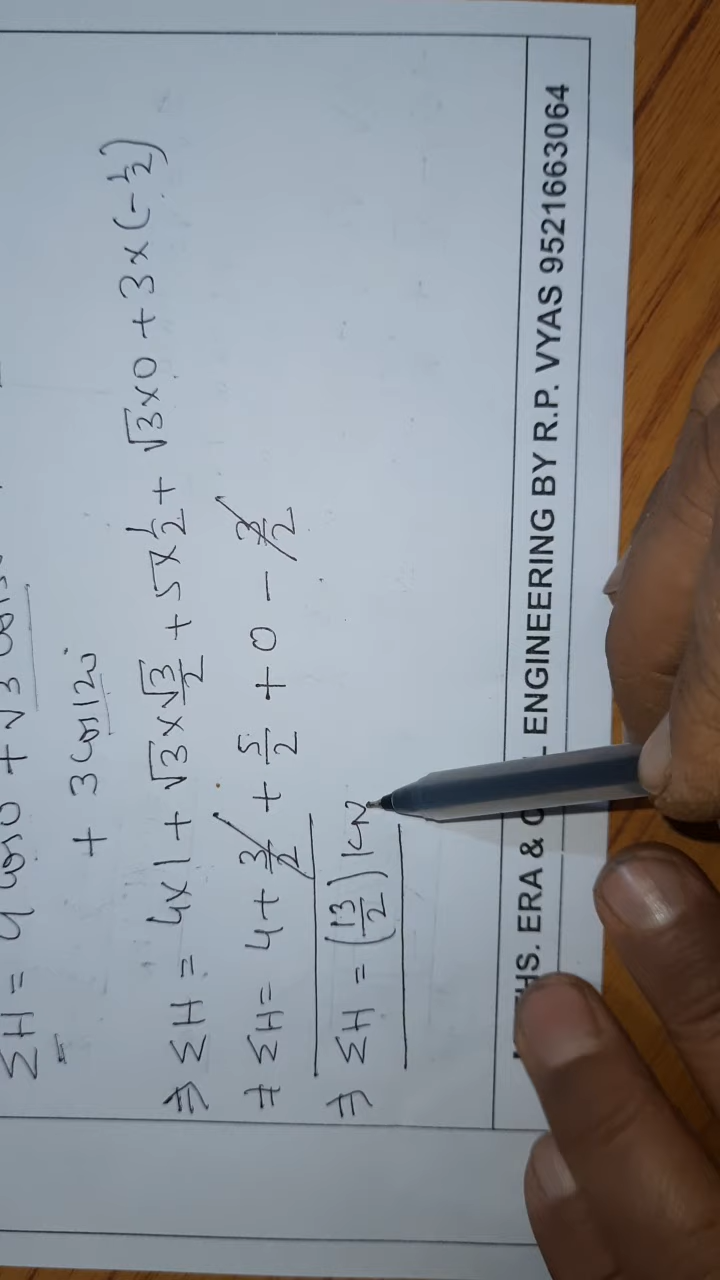 ΣH = 4 cos0 + √3 cos
+ 3 cos120
⇒ ΣH = 4×1 + √3×√3/2 + 5×1/2 + √3×0 + 3×(-1/2)
⇒ ΣH = 4 + 3/2 + 5/2 + 0 - 3/2
⇒ ΣH = (13/2) KN
HS. ERA & ENGINEERING BY R.P. VYAS 9521663064